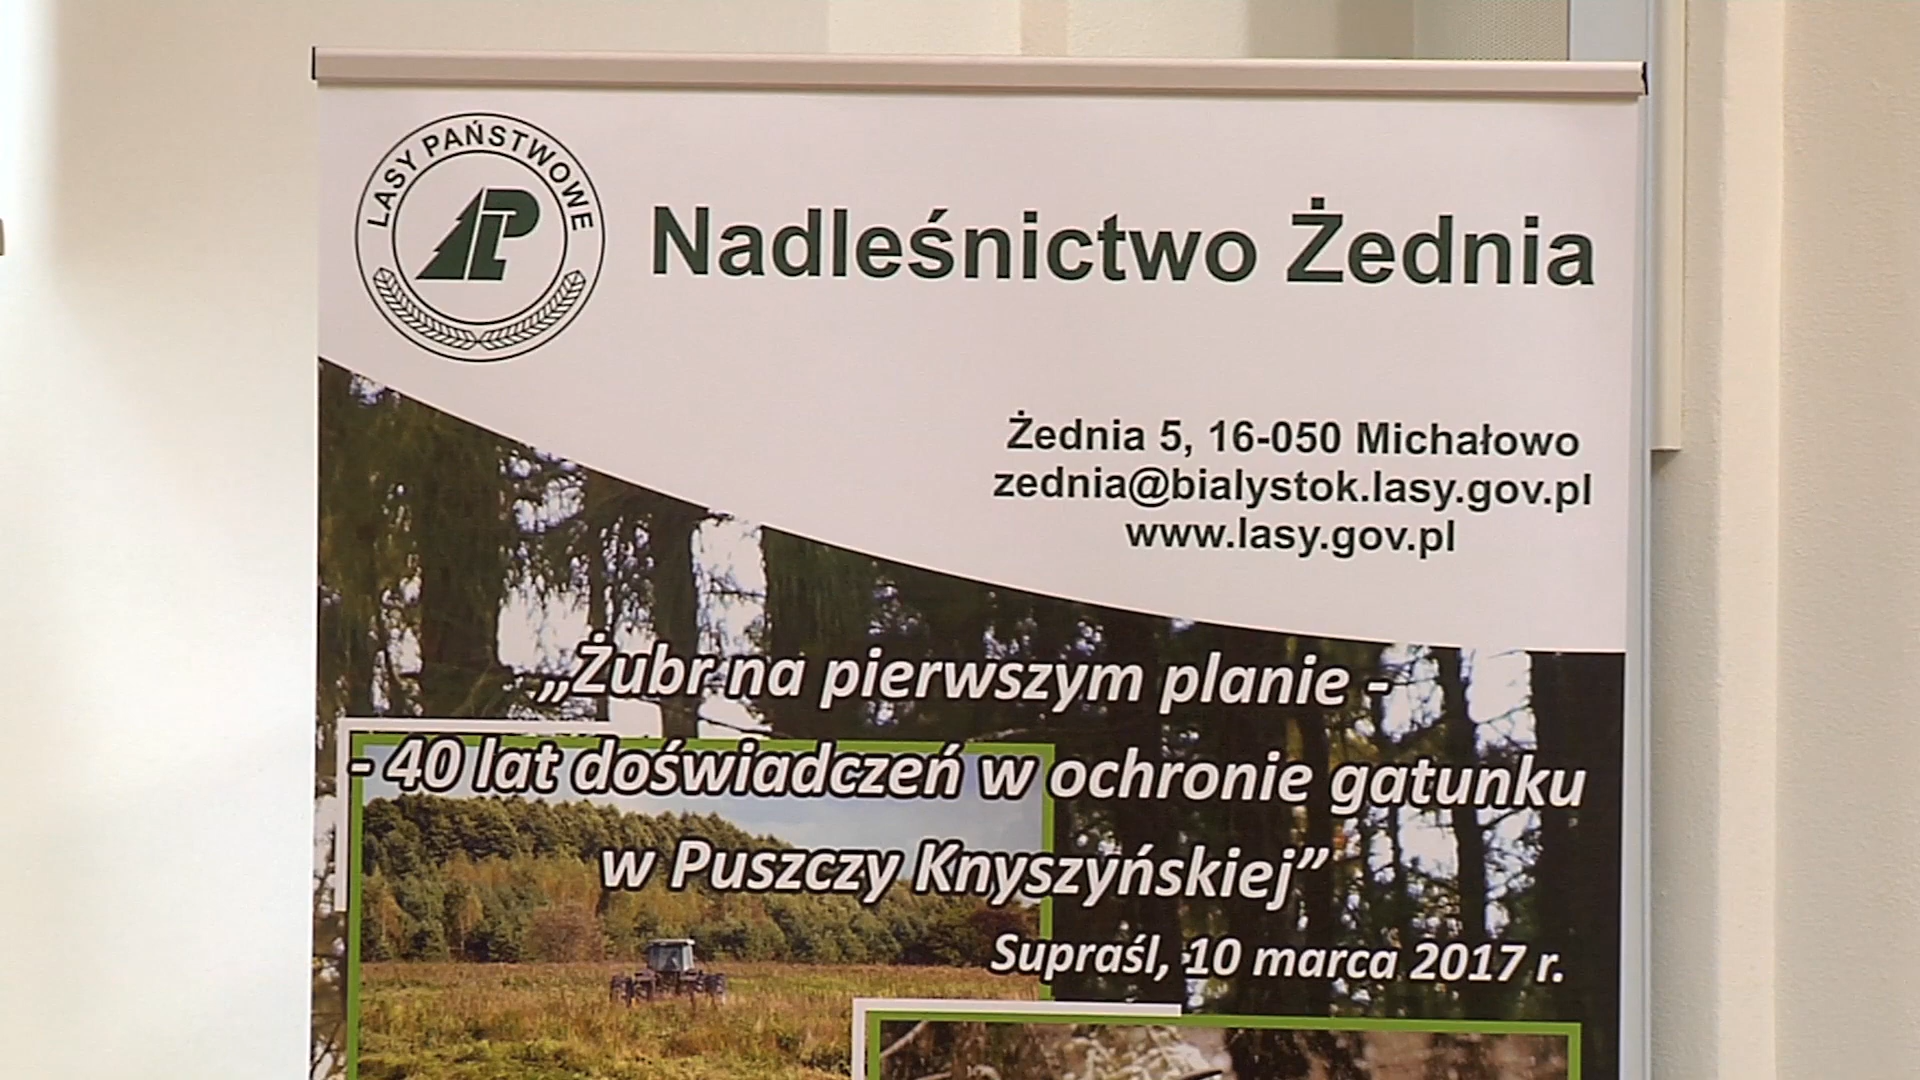 LASY PAŃSTWOWE
LP
Nadleśnictwo Żednia
Żednia 5, 16-050 Michałowo
zednia@bialystok.lasy.gov.pl
www.lasy.gov.pl
„Żubr na pierwszym planie -
- 40 lat doświadczeń w ochronie gatunku
w Puszczy Knyszyńskiej”
Supraśl, 10 marca 2017 r.